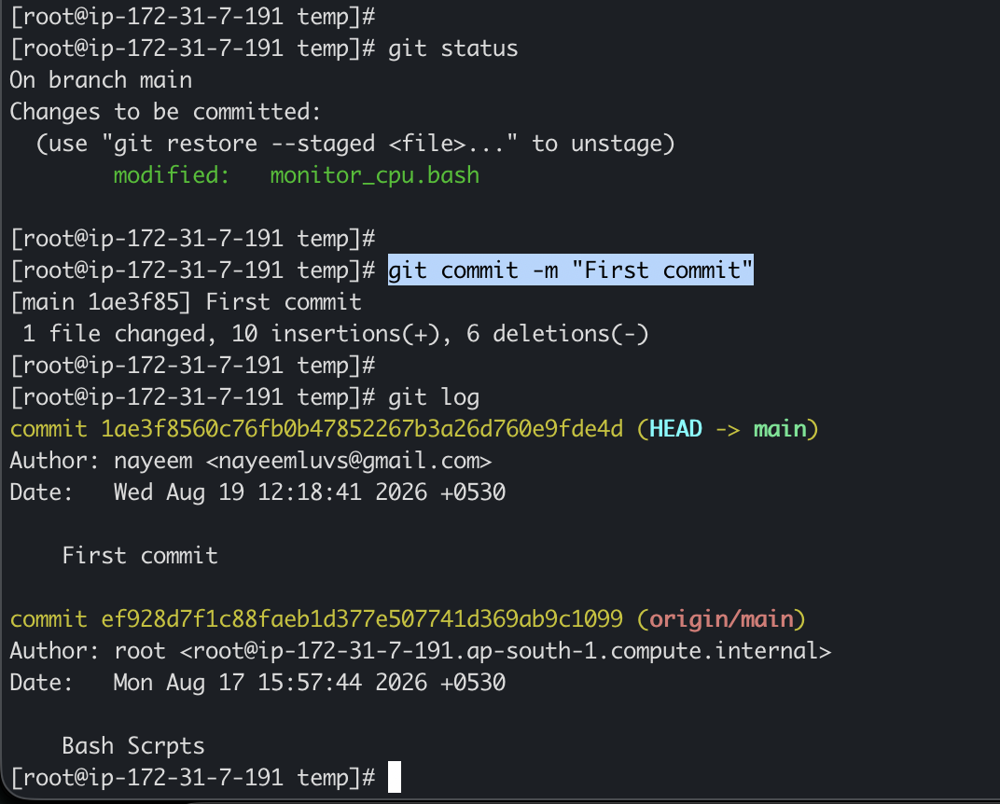 [root@ip-172-31-7-191 temp]#
[root@ip-172-31-7-191 temp]# git status
On branch main
Changes to be committed:
  (use "git restore --staged <file>..." to unstage)
        modified:   monitor_cpu.bash

[root@ip-172-31-7-191 temp]#
[root@ip-172-31-7-191 temp]# git commit -m "First commit"
[main 1ae3f85] First commit
 1 file changed, 10 insertions(+), 6 deletions(-)
[root@ip-172-31-7-191 temp]#
[root@ip-172-31-7-191 temp]# git log
commit 1ae3f8560c76fb0b47852267b3a26d760e9fde4d (HEAD -> main)
Author: nayeem <nayeemluvs@gmail.com>
Date:   Wed Aug 19 12:18:41 2026 +0530

    First commit

commit ef928d7f1c88faeb1d377e507741d369ab9c1099 (origin/main)
Author: root <root@ip-172-31-7-191.ap-south-1.compute.internal>
Date:   Mon Aug 17 15:57:44 2026 +0530

    Bash Scrpts
[root@ip-172-31-7-191 temp]#